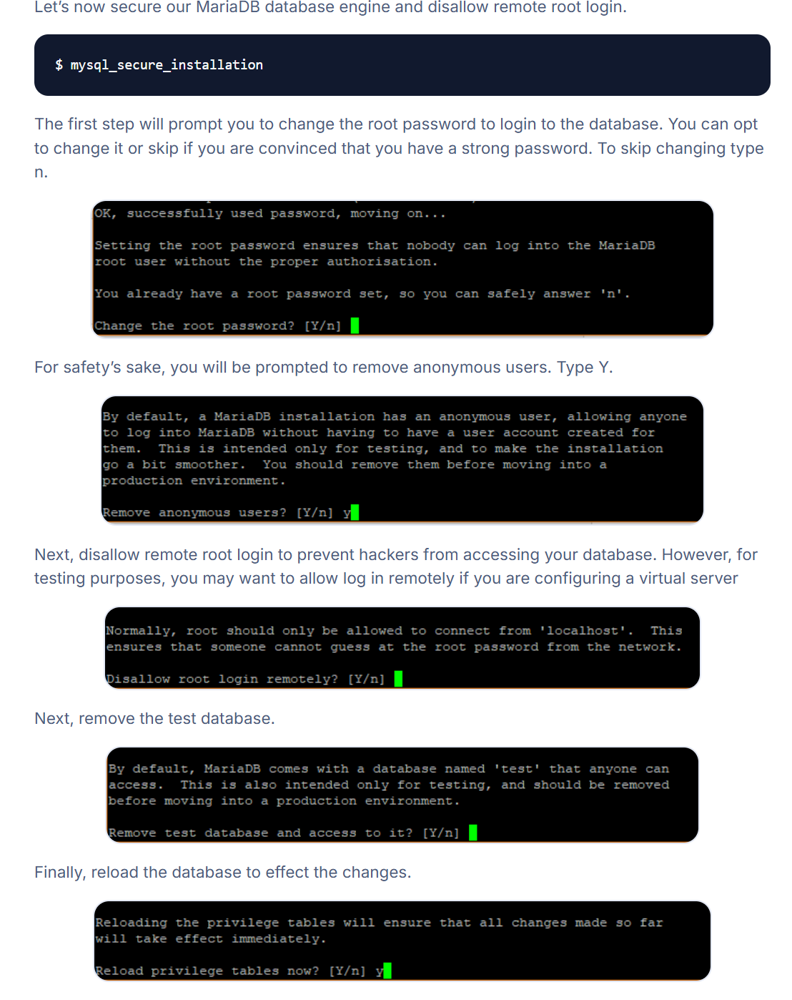 Let's now secure our MariaDB database engine and disallow remote root login.
$ mysql_secure_installation
The first step will prompt you to change the root password to login to the database. You can opt
to change it or skip if you are convinced that you have a strong password. To skip changing type
n.
OK, successfully used password, moving on...
Setting the root password ensures that nobody can log into the MariaDB
root user without the proper authorisation.
You already have a root password set, so you can safely answer 'n'.
Change the root password? [Y/n]
For safety’s sake, you will be prompted to remove anonymous users. Type Y.
By default, a MariaDB installation has an anonymous user, allowing anyone
to log into MariaDB without having to have a user account created for
them.  This is intended only for testing, and to make the installation
go a bit smoother.  You should remove them before moving into a
production environment.
Remove anonymous users? [Y/n] y
Next, disallow remote root login to prevent hackers from accessing your database. However, for
testing purposes, you may want to allow log in remotely if you are configuring a virtual server
Normally, root should only be allowed to connect from 'localhost'.  This
ensures that someone cannot guess at the root password from the network.
Disallow root login remotely? [Y/n]
Next, remove the test database.
By default, MariaDB comes with a database named 'test' that anyone can
access.  This is also intended only for testing, and should be removed
before moving into a production environment.
Remove test database and access to it? [Y/n]
Finally, reload the database to effect the changes.
Reloading the privilege tables will ensure that all changes made so far
will take effect immediately.
Reload privilege tables now? [Y/n] y